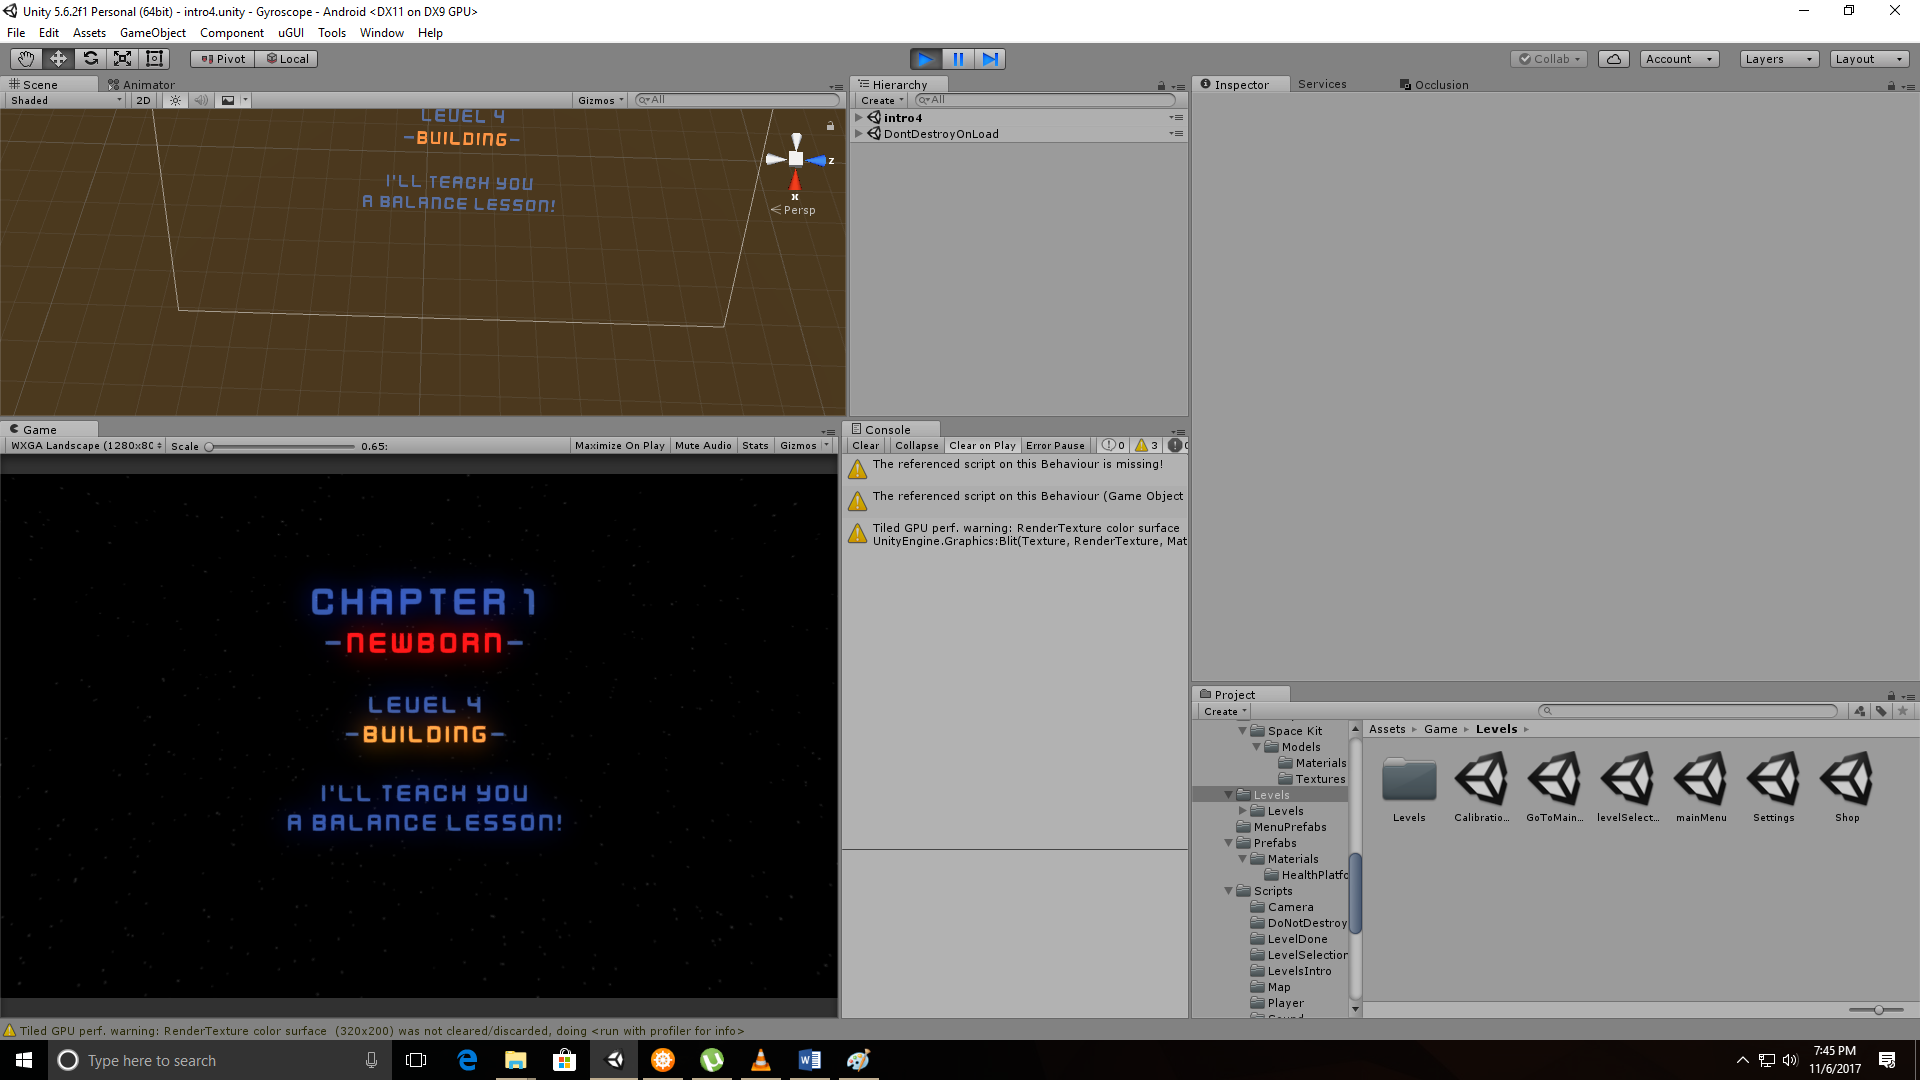 Unity 5.6.2f1 Personal (64bit) - intro4.unity - Gyroscope - Android <DX11 on DX9 GPU>
File Edit Assets GameObject Component uGUI Tools Window Help
Pivot Local Collab Account Layers Layout
Scene Animator
Shaded 2D Gizmos All
LEVEL 4
-BUILDING-
I'LL TEACH YOU
A BALANCE LESSON!
z
x
Persp
Hierarchy
Create All
intro4
DontDestroyOnLoad
Inspector Services Occlusion
Game
WXGA Landscape (1280x80 Scale 0.65: Maximize On Play Mute Audio Stats Gizmos
CHAPTER 1
-NEWBORN-
LEVEL 4
-BUILDING-
I'LL TEACH YOU
A BALANCE LESSON!
Console
Clear Collapse Clear on Play Error Pause 0 3
The referenced script on this Behaviour is missing!
The referenced script on this Behaviour (Game Object
Tiled GPU perf. warning: RenderTexture color surface
UnityEngine.Graphics:Blit(Texture, RenderTexture, Mat
Project
Create
Space Kit
Models
Materials
Textures
Levels
Levels
MenuPrefabs
Prefabs
Materials
HealthPlatfo
Scripts
Camera
DoNotDestroy
LevelDone
LevelSelection
LevelsIntro
Map
Player
Assets Game Levels
Levels Calibratio... GoToMain... levelSelect... mainMenu Settings Shop
Tiled GPU perf. warning: RenderTexture color surface (320x200) was not cleared/discarded, doing <run with profiler for info>
Type here to search
7:45 PM
11/6/2017